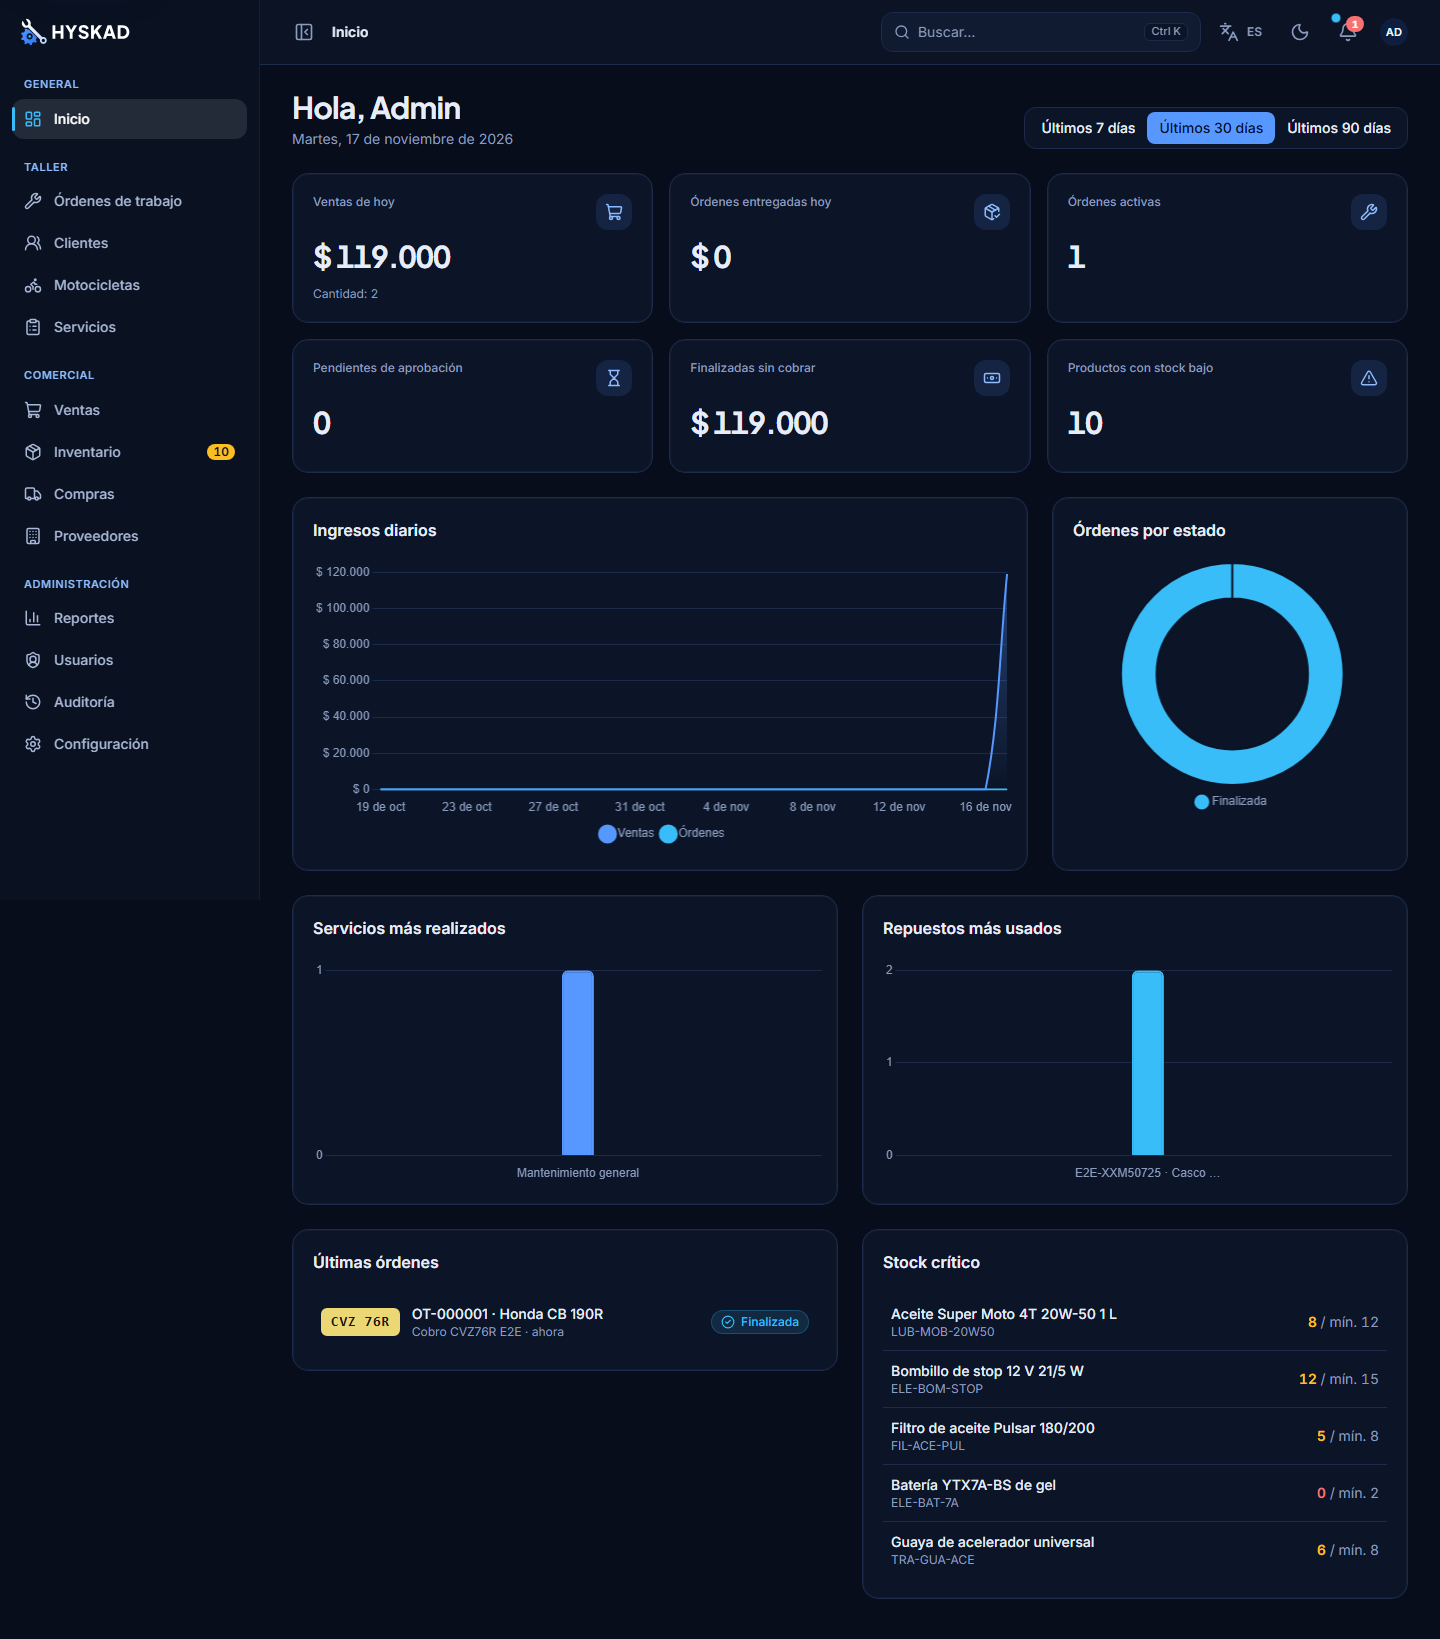 HYSKAD
GENERAL
Inicio
TALLER
Órdenes de trabajo
Clientes
Motocicletas
Servicios
COMERCIAL
Ventas
Inventario 10
Compras
Proveedores
ADMINISTRACIÓN
Reportes
Usuarios
Auditoría
Configuración
Inicio
Buscar... Ctrl K
ES
1
AD
Hola, Admin
Martes, 17 de noviembre de 2026
Últimos 7 días Últimos 30 días Últimos 90 días
Ventas de hoy
$ 119.000
Cantidad: 2
Órdenes entregadas hoy
$ 0
Órdenes activas
1
Pendientes de aprobación
0
Finalizadas sin cobrar
$ 119.000
Productos con stock bajo
10
Ingresos diarios
$ 120.000
$ 100.000
$ 80.000
$ 60.000
$ 40.000
$ 20.000
$ 0
19 de oct 23 de oct 27 de oct 31 de oct 4 de nov 8 de nov 12 de nov 16 de nov
Ventas Órdenes
Órdenes por estado
Finalizada
Servicios más realizados
1
0
Mantenimiento general
Repuestos más usados
2
1
0
E2E-XXM50725 · Casco ...
Últimas órdenes
CVZ 76R
OT-000001 · Honda CB 190R
Cobro CVZ76R E2E · ahora
Finalizada
Stock crítico
Aceite Super Moto 4T 20W-50 1 L
LUB-MOB-20W50
8 / mín. 12
Bombillo de stop 12 V 21/5 W
ELE-BOM-STOP
12 / mín. 15
Filtro de aceite Pulsar 180/200
FIL-ACE-PUL
5 / mín. 8
Batería YTX7A-BS de gel
ELE-BAT-7A
0 / mín. 2
Guaya de acelerador universal
TRA-GUA-ACE
6 / mín. 8